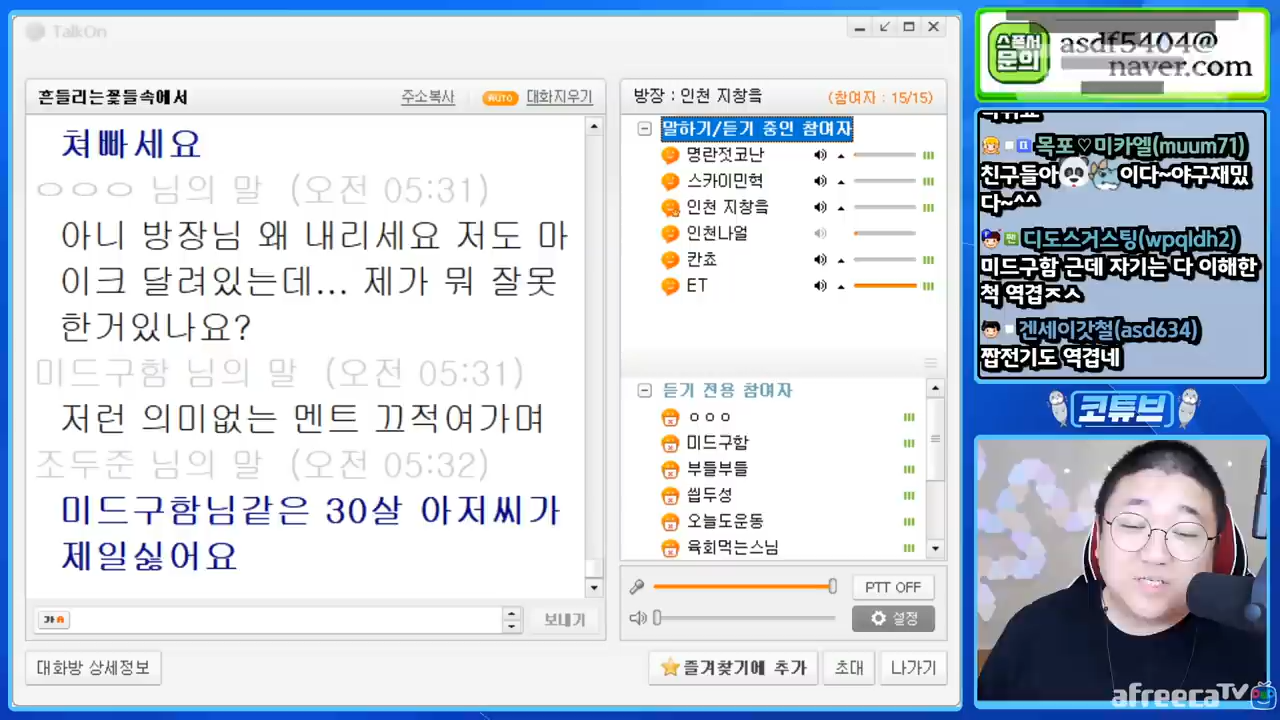 TalkOn
흔들리는꽃들속에서
주소복사
AUTO
대화지우기
쳐빠세요
ㅇㅇㅇ 님의 말 (오전 05:31)
아니 방장님 왜 내리세요 저도 마
이크 달려있는데... 제가 뭐 잘못
한거있나요?
미드구함 님의 말 (오전 05:31)
저런 의미없는 멘트 끄적여가며
조두준 님의 말 (오전 05:32)
미드구함님같은 30살 아저씨가
제일싫어요
가
보내기
대화방 상세정보
방장 : 인천 지창욱
(참여자 : 15/15)
말하기/듣기 중인 참여자
명란젓코난
스카이민혁
인천 지창욱
인천나얼
칸쵸
ET
듣기 전용 참여자
ㅇㅇㅇ
미드구함
부들부들
씹두성
오늘도운동
육회먹는스님
PTT OFF
설정
즐겨찾기에 추가
초대
나가기
스폰서
문의
asdf5404@
naver.com
목포♡미카엘(muum71)
친구들아 이다~야구재밌
다~^^
팬 디도스거스팅(wpqldh2)
미드구함 근데 자기는 다 이해한
척 역겹ㅈㅅ
겐세이갓철(asd634)
짭전기도 역겹네
코튜브
afreecaTV